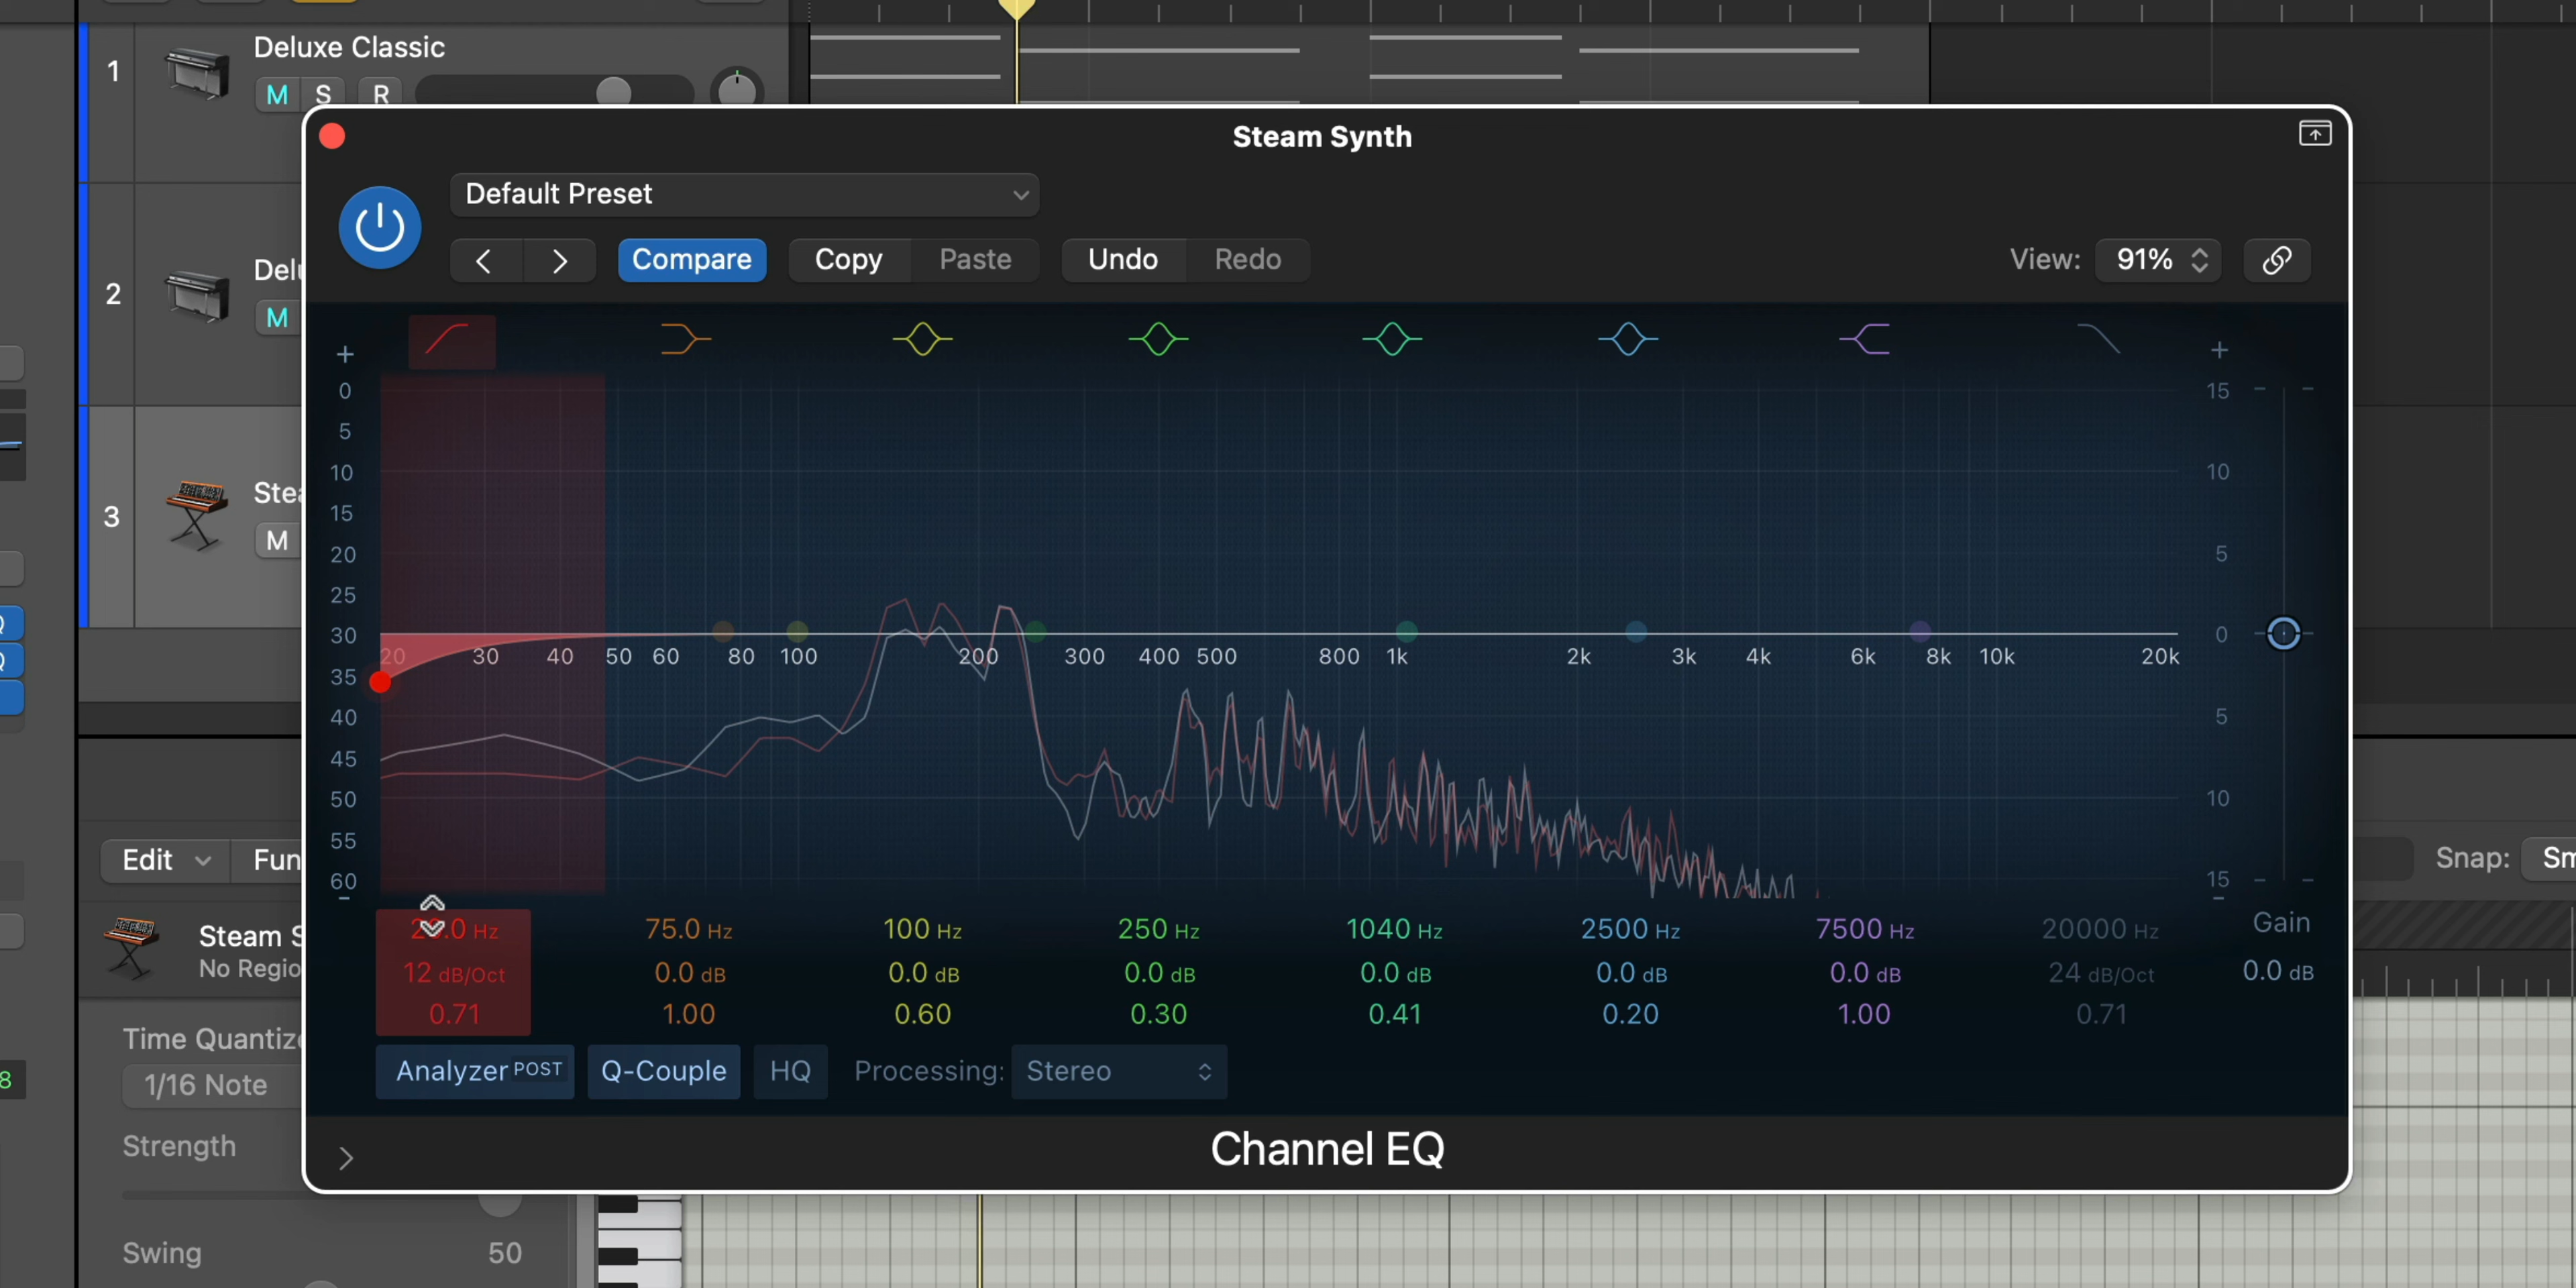 1
Deluxe Classic
M S R
Steam Synth
Default Preset
Compare Copy Paste Undo Redo
View: 91%
2
M
3
M
+ +
0 15
5
10 10
15
20 5
25
30 0
20 30 40 50 60 80 100 200 300 400 500 800 1k 2k 3k 4k 6k 8k 10k 20k
35
40 5
45
50 10
55
60 15
- -
Hz 75.0 Hz 100 Hz 250 Hz 1040 Hz 2500 Hz 7500 Hz 20000 Hz Gain
12 dB/Oct 0.0 dB 0.0 dB 0.0 dB 0.0 dB 0.0 dB 0.0 dB 24 dB/Oct 0.0 dB
0.71 1.00 0.60 0.30 0.41 0.20 1.00 0.71
Analyzer POST Q-Couple HQ Processing: Stereo
Channel EQ
Edit
Snap:
Steam
Time
1/16 Note
Strength
Swing 50
8